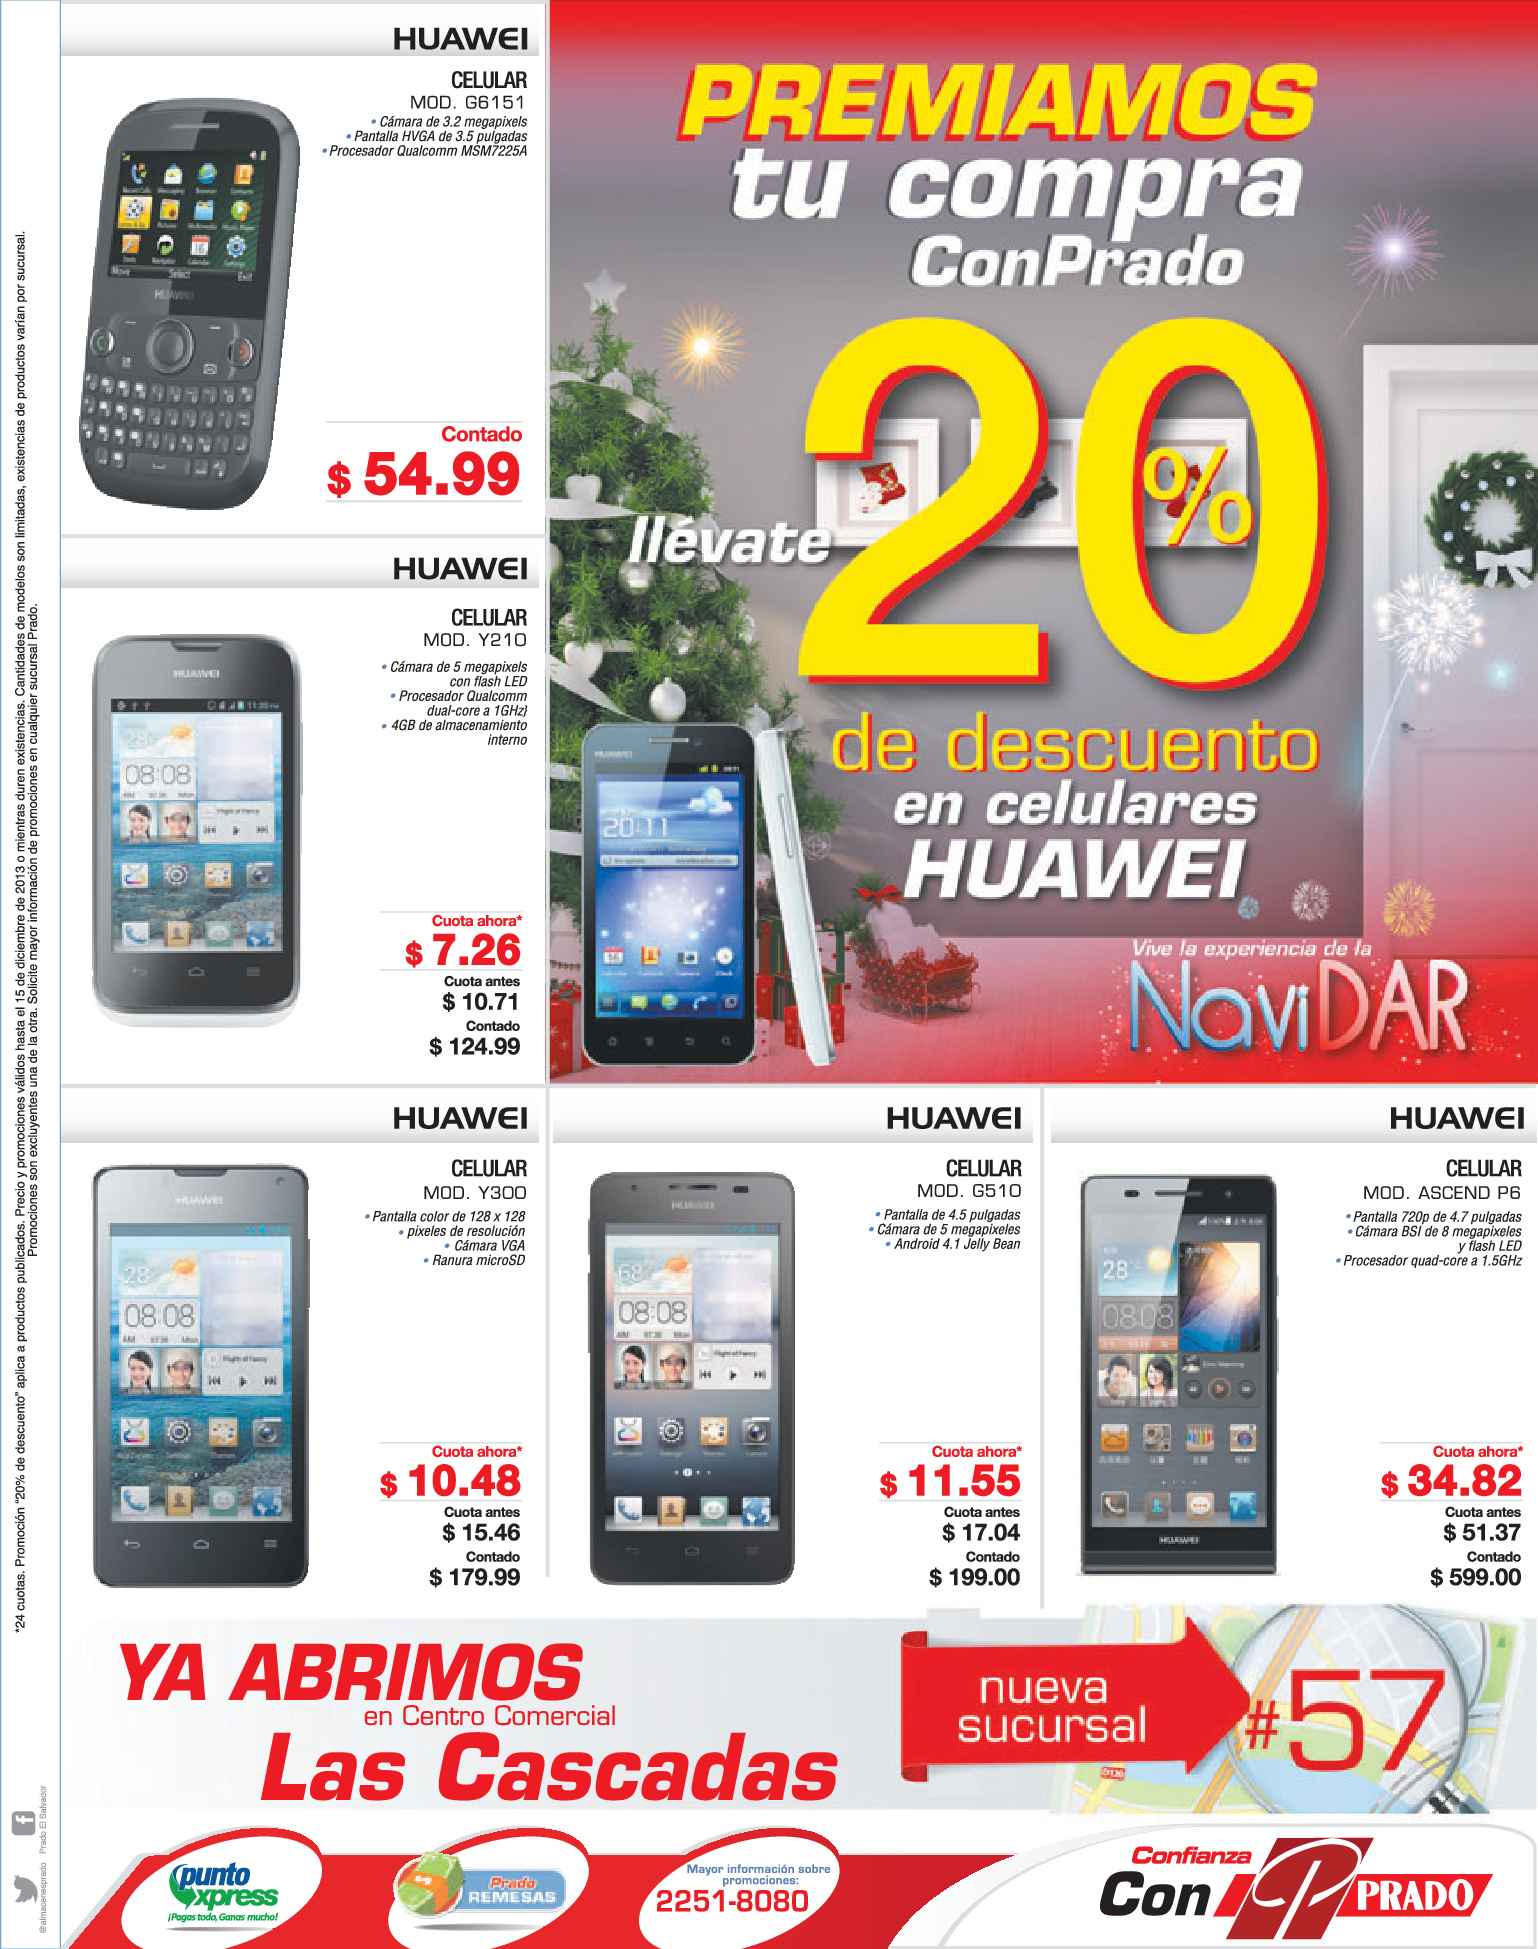 HUAWEI
CELULAR
MOD. G6151
• Cámara de 3.2 megapixels
• Pantalla HVGA de 3.5 pulgadas
• Procesador Qualcomm MSM7225A
Contado
$ 54.99
HUAWEI
CELULAR
MOD. Y210
• Cámara de 5 megapixels
con flash LED
• Procesador Qualcomm
dual-core a 1GHz}
• 4GB de almacenamiento
interno
Cuota ahora*
$ 7.26
Cuota antes
$ 10.71
Contado
$ 124.99
PREMIAMOS
tu compra
ConPrado
llévate
20%
de descuento
en celulares
HUAWEI
Vive la experiencia de la
NaviDAR
HUAWEI
CELULAR
MOD. Y300
• Pantalla color de 128 x 128
• pixeles de resolución
• Cámara VGA
• Ranura microSD
Cuota ahora*
$ 10.48
Cuota antes
$ 15.46
Contado
$ 179.99
HUAWEI
CELULAR
MOD. G510
• Pantalla de 4.5 pulgadas
• Cámara de 5 megapixeles
• Android 4.1 Jelly Bean
Cuota ahora*
$ 11.55
Cuota antes
$ 17.04
Contado
$ 199.00
HUAWEI
CELULAR
MOD. ASCEND P6
• Pantalla 720p de 4.7 pulgadas
• Cámara BSI de 8 megapixeles
y flash LED
• Procesador quad-core a 1.5GHz
Cuota ahora*
$ 34.82
Cuota antes
$ 51.37
Contado
$ 599.00
YA ABRIMOS
en Centro Comercial
Las Cascadas
nueva
sucursal
#57
punto
xpress
¡Pagas todo, Ganas mucho!
Prado
REMESAS
Mayor información sobre
promociones:
2251-8080
Confianza
Con PRADO
*24 cuotas. Promoción "20% de descuento" aplica a productos publicados. Precio y promociones válidos hasta el 15 de diciembre de 2013 o mientras duren existencias. Cantidades de modelos son limitadas, existencias de productos varían por sucursal.
Promociones son excluyentes una de la otra. Solicite mayor información de promociones en cualquier sucursal Prado.
@almacenesprado Prado El Salvador